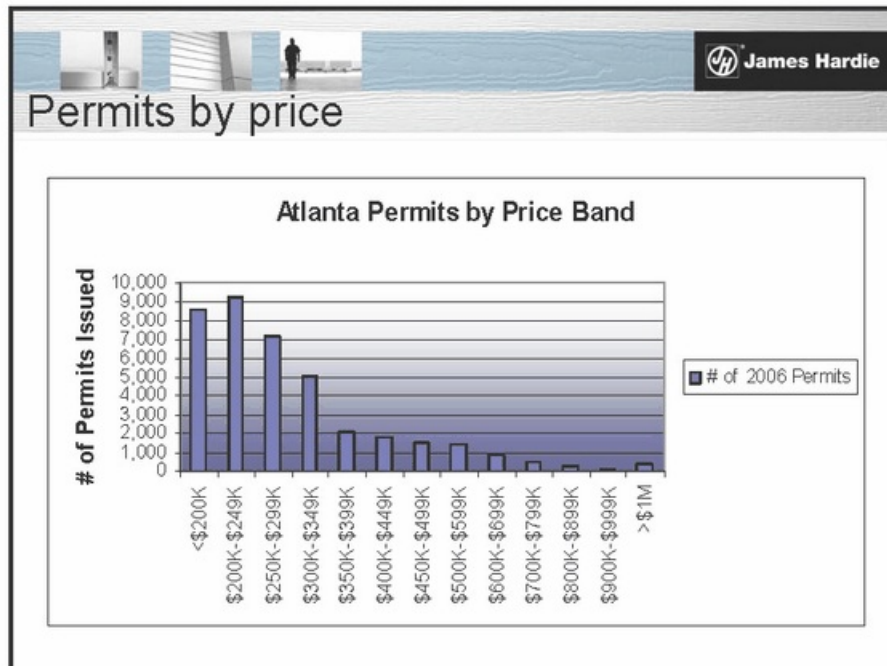 James Hardie
Permits by price
Atlanta Permits by Price Band
# of Permits Issued
10,000
9,000
8,000
7,000
6,000
5,000
4,000
3,000
2,000
1,000
0
<$200K
$200K-$249K
$250K-$299K
$300K-$349K
$350K-$399K
$400K-$449K
$450K-$499K
$500K-$599K
$600K-$699K
$700K-$799K
$800K-$899K
$900K-$999K
>$1M
# of 2006 Permits